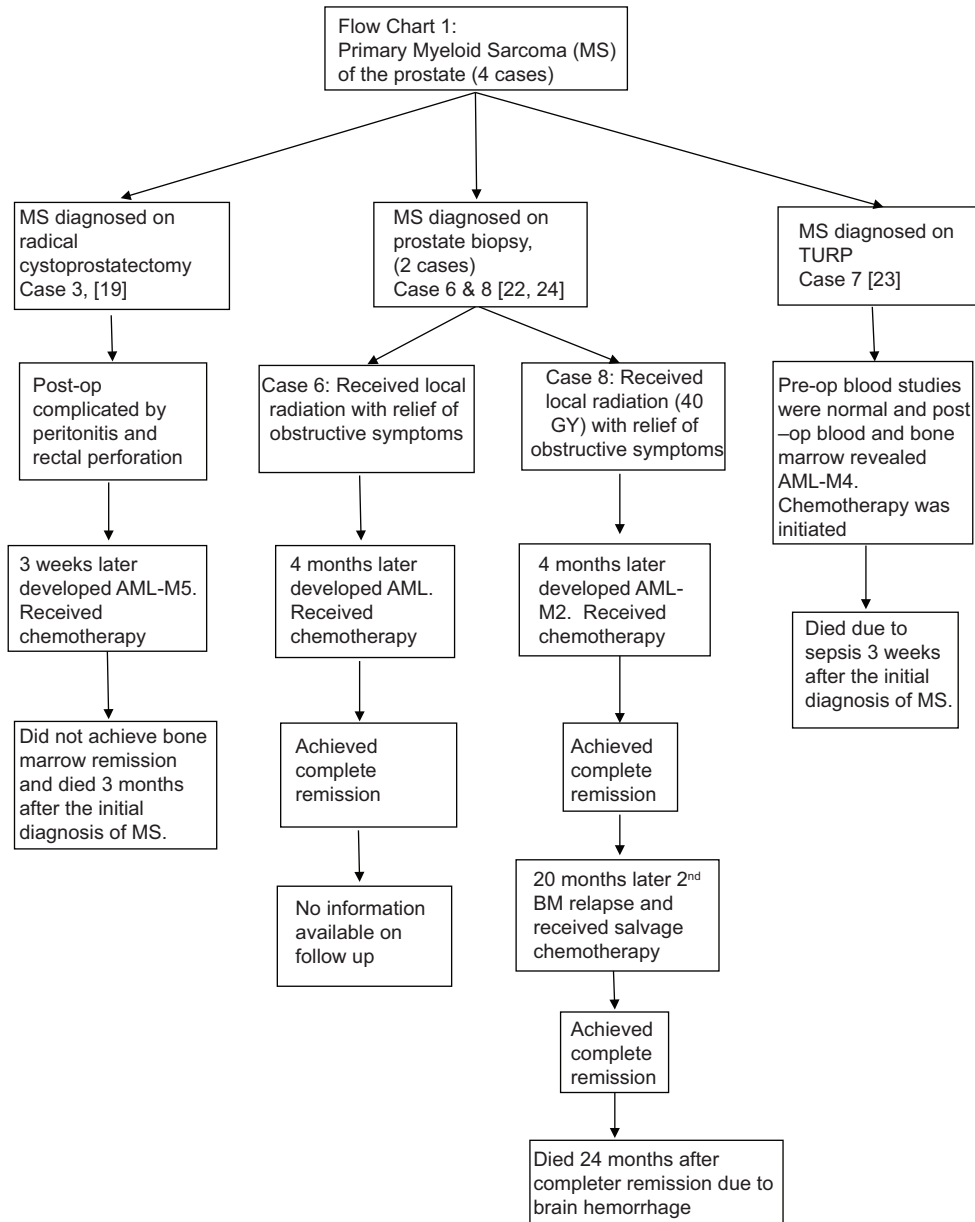 Flow Chart 1:
Primary Myeloid Sarcoma (MS)
of the prostate (4 cases)
MS diagnosed on
radical
cystoprostatectomy
Case 3, [19]
MS diagnosed on
prostate biopsy,
(2 cases)
Case 6 & 8 [22, 24]
MS diagnosed on
TURP
Case 7 [23]
Post-op
complicated by
peritonitis and
rectal perforation
Case 6: Received local
radiation with relief of
obstructive symptoms
Case 8: Received
local radiation (40
GY) with relief of
obstructive symptoms
Pre-op blood studies
were normal and post
–op blood and bone
marrow revealed
AML-M4.
Chemotherapy was
initiated
3 weeks later
developed AML-M5.
Received
chemotherapy
4 months later
developed AML.
Received
chemotherapy
4 months later
developed AML-
M2.  Received
chemotherapy
Died due to
sepsis 3 weeks
after the initial
diagnosis of MS.
Did not achieve bone
marrow remission
and died 3 months
after the initial
diagnosis of MS.
Achieved
complete
remission
Achieved
complete
remission
No information
available on
follow up
20 months later 2nd
BM relapse and
received salvage
chemotherapy
Achieved
complete
remission
Died 24 months after
completer remission due to
brain hemorrhage